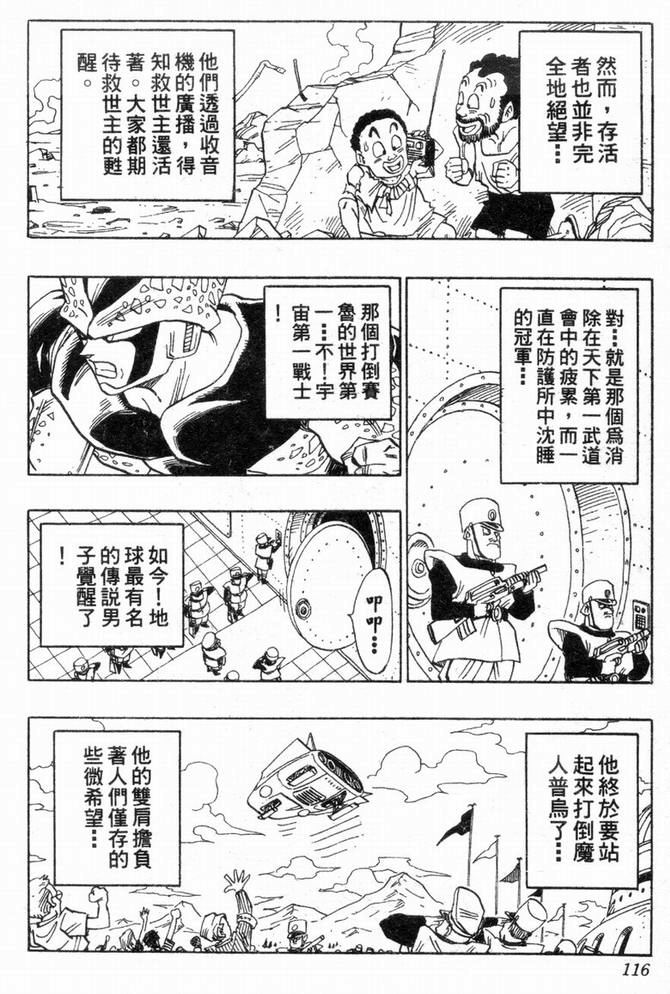 然而，存活
者也並非完
全地絕望…
他們透過收音
機的廣播，得
知救世主還活
著。大家都期
待救世主的甦
醒。
對…就是那個為消
除在天下第一武道
會中的疲累，而一
直在防護所中沈睡
的冠軍…
那個打倒賽
魯的世界第
一…不！宇
宙第一戰士
！
叩叩…
如今！地
球最有名
的傳說男
子覺醒了
！
他終於要站
起來打倒魔
人普烏了…
他的雙肩擔負
著人們僅存的
些微希望…
116